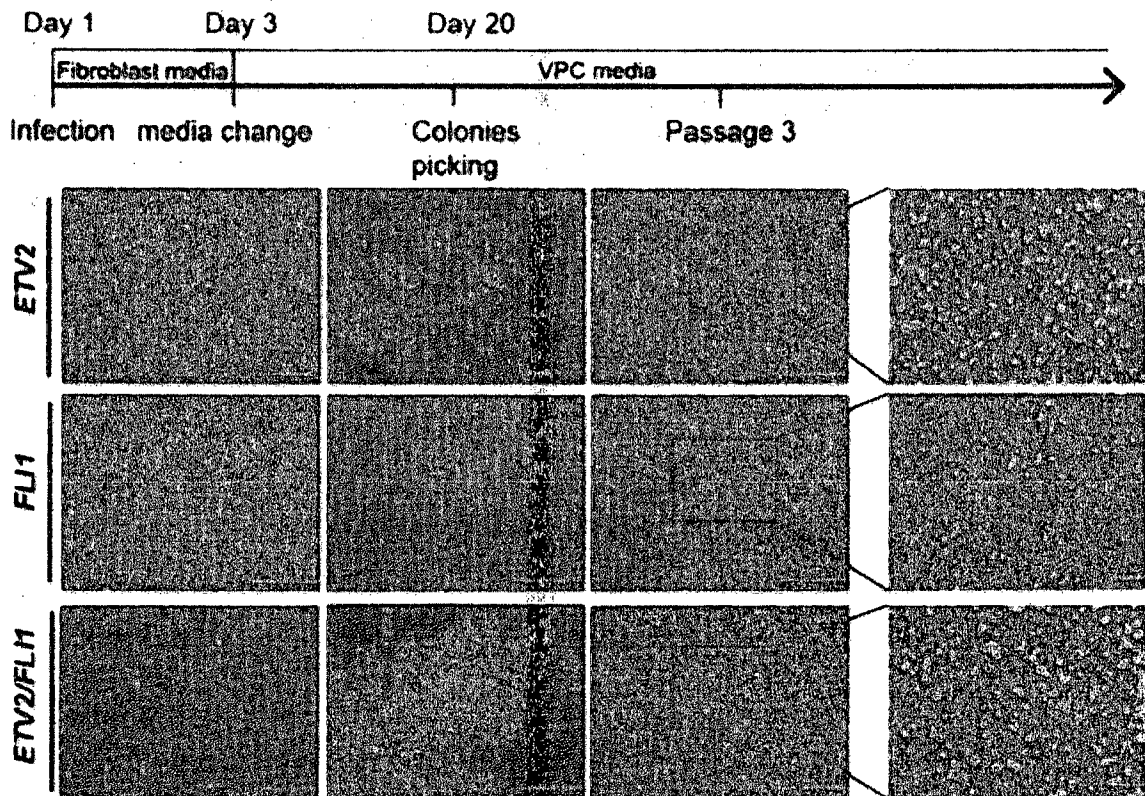 Day 1 Day 3 Day 20
Fibroblast media VPC media
Infection media change Colonies picking Passage 3
ETV2
FLI1
ETV2/FLI1